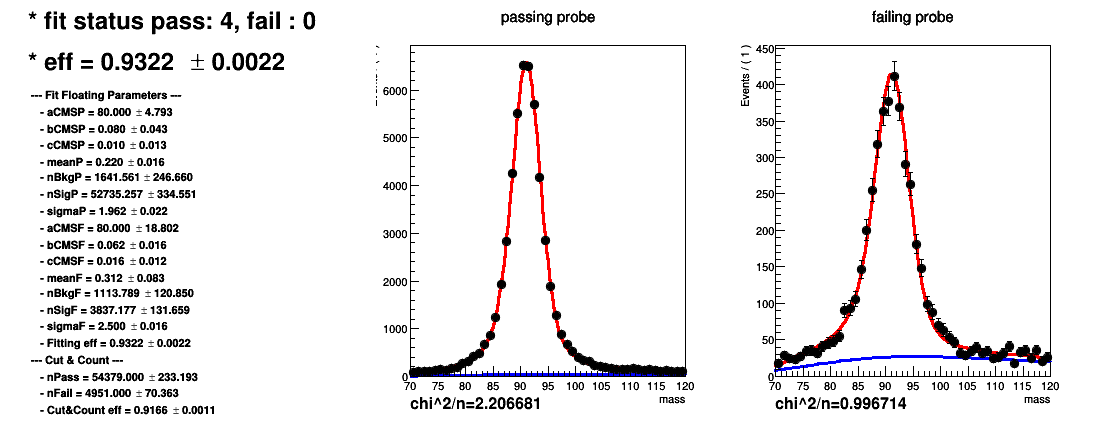 * fit status pass: 4, fail : 0
* eff = 0.9322 ± 0.0022
--- Fit Floating Parameters ---
- aCMSP = 80.000 ± 4.793
- bCMSP = 0.080 ± 0.043
- cCMSP = 0.010 ± 0.013
- meanP = 0.220 ± 0.016
- nBkgP = 1641.561 ± 246.660
- nSigP = 52735.257 ± 334.551
- sigmaP = 1.962 ± 0.022
- aCMSF = 80.000 ± 18.802
- bCMSF = 0.062 ± 0.016
- cCMSF = 0.016 ± 0.012
- meanF = 0.312 ± 0.083
- nBkgF = 1113.789 ± 120.850
- nSigF = 3837.177 ± 131.659
- sigmaF = 2.500 ± 0.016
- Fitting eff = 0.9322 ± 0.0022
--- Cut & Count ---
- nPass = 54379.000 ± 233.193
- nFail = 4951.000 ± 70.363
- Cut&Count eff = 0.9166 ± 0.0011
passing probe
6000
5000
4000
3000
2000
1000
0
70 75 80 85 90 95 100 105 110 115 120
mass
chi^2/n=2.206681
failing probe
Events / ( 1 )
450
400
350
300
250
200
150
100
50
0
70 75 80 85 90 95 100 105 110 115 120
mass
chi^2/n=0.996714